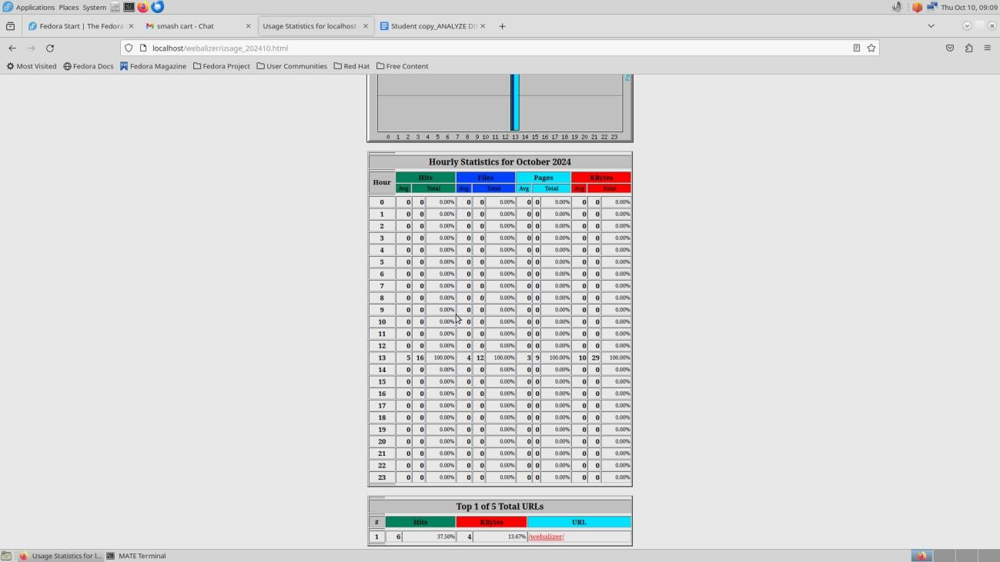 Applications Places System Thu Oct 10, 09:09
Fedora Start | The Fedora smash cart - Chat Usage Statistics for localhost - Student copy_ANALYZE DI
localhost/webalizer/usage_202410.html
Most Visited Fedora Docs Fedora Magazine Fedora Project User Communities Red Hat Free Content
0 1 2 3 4 5 6 7 8 9 10 11 12 13 14 15 16 17 18 19 20 21 22 23
Hourly Statistics for October 2024
Hour Hits Files Pages KBytes
Avg Total Avg Total Avg Total Avg Total
0 0 0 0.00% 0 0 0.00% 0 0 0.00% 0 0 0.00%
1 0 0 0.00% 0 0 0.00% 0 0 0.00% 0 0 0.00%
2 0 0 0.00% 0 0 0.00% 0 0 0.00% 0 0 0.00%
3 0 0 0.00% 0 0 0.00% 0 0 0.00% 0 0 0.00%
4 0 0 0.00% 0 0 0.00% 0 0 0.00% 0 0 0.00%
5 0 0 0.00% 0 0 0.00% 0 0 0.00% 0 0 0.00%
6 0 0 0.00% 0 0 0.00% 0 0 0.00% 0 0 0.00%
7 0 0 0.00% 0 0 0.00% 0 0 0.00% 0 0 0.00%
8 0 0 0.00% 0 0 0.00% 0 0 0.00% 0 0 0.00%
9 0 0 0.00% 0 0 0.00% 0 0 0.00% 0 0 0.00%
10 0 0 0.00% 0 0 0.00% 0 0 0.00% 0 0 0.00%
11 0 0 0.00% 0 0 0.00% 0 0 0.00% 0 0 0.00%
12 0 0 0.00% 0 0 0.00% 0 0 0.00% 0 0 0.00%
13 5 16 100.00% 4 12 100.00% 3 9 100.00% 10 29 100.00%
14 0 0 0.00% 0 0 0.00% 0 0 0.00% 0 0 0.00%
15 0 0 0.00% 0 0 0.00% 0 0 0.00% 0 0 0.00%
16 0 0 0.00% 0 0 0.00% 0 0 0.00% 0 0 0.00%
17 0 0 0.00% 0 0 0.00% 0 0 0.00% 0 0 0.00%
18 0 0 0.00% 0 0 0.00% 0 0 0.00% 0 0 0.00%
19 0 0 0.00% 0 0 0.00% 0 0 0.00% 0 0 0.00%
20 0 0 0.00% 0 0 0.00% 0 0 0.00% 0 0 0.00%
21 0 0 0.00% 0 0 0.00% 0 0 0.00% 0 0 0.00%
22 0 0 0.00% 0 0 0.00% 0 0 0.00% 0 0 0.00%
23 0 0 0.00% 0 0 0.00% 0 0 0.00% 0 0 0.00%
Top 1 of 5 Total URLs
# Hits KBytes URL
1 6 37.50% 4 13.67% /webalizer/
Usage Statistics for l... MATE Terminal